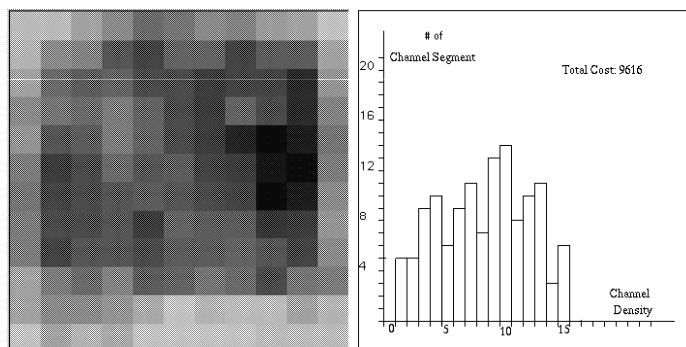 # of
Channel Segment
Total Cost: 9616
20
16
12
8
4
0 5 10 15
Channel
Density